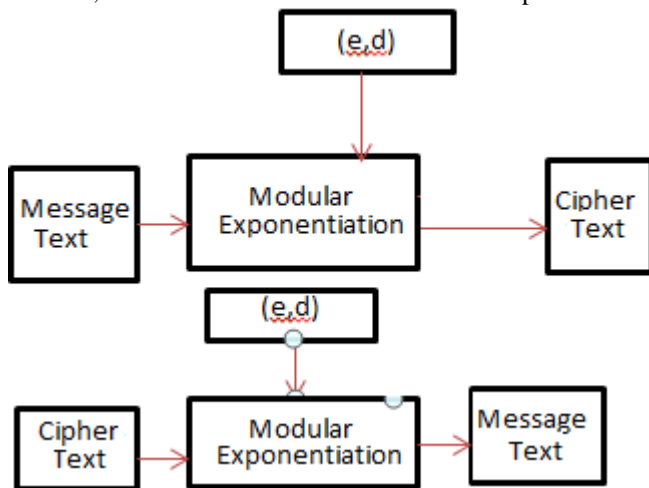 (e,d)
Message
Text
Modular
Exponentiation
Cipher
Text
(e,d)
Cipher
Text
Modular
Exponentiation
Message
Text